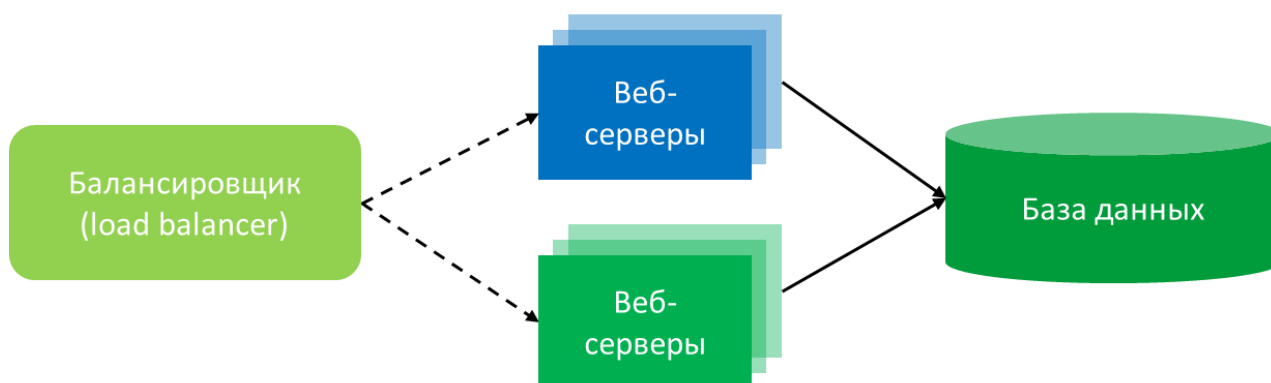 Балансировщик
(load balancer)
Веб-
серверы
Веб-
серверы
База данных